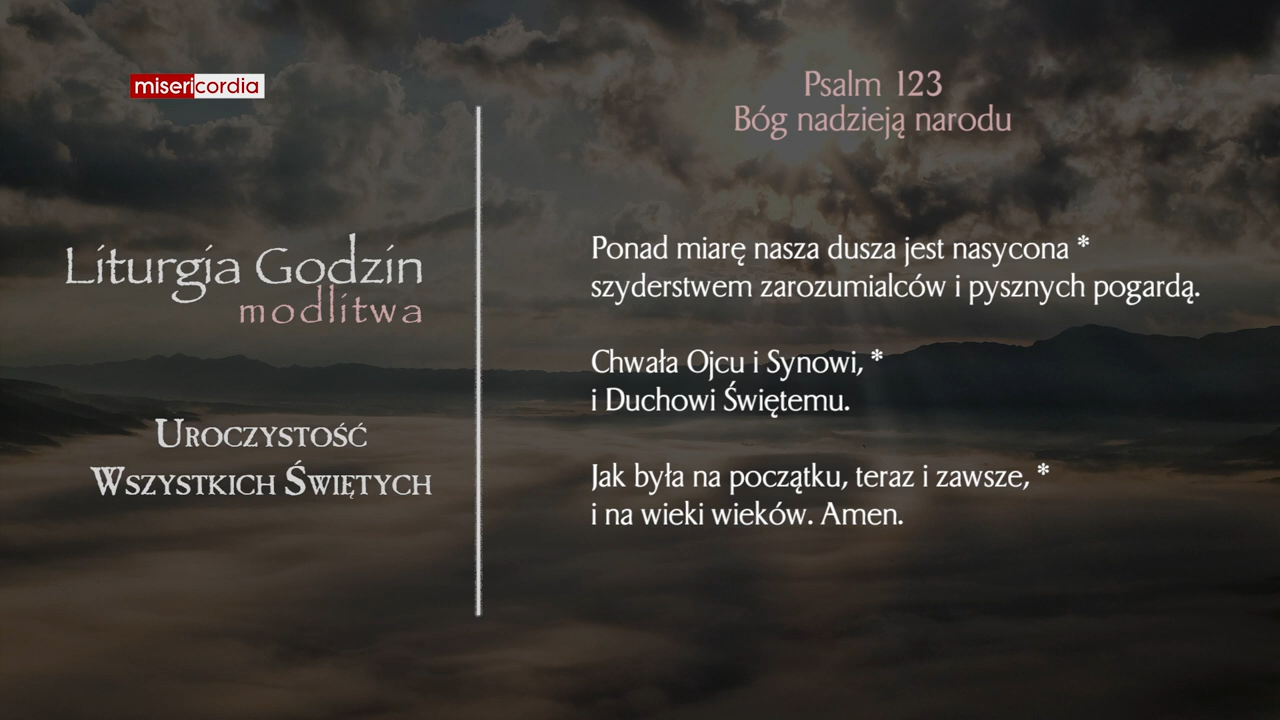 misericordia
Liturgia Godzin
modlitwa
Uroczystość
Wszystkich Świętych
Psalm 123
Bóg nadzieją narodu
Ponad miarę nasza dusza jest nasycona *
szyderstwem zarozumialców i pysznych pogardą.
Chwała Ojcu i Synowi, *
i Duchowi Świętemu.
Jak była na początku, teraz i zawsze, *
i na wieki wieków. Amen.